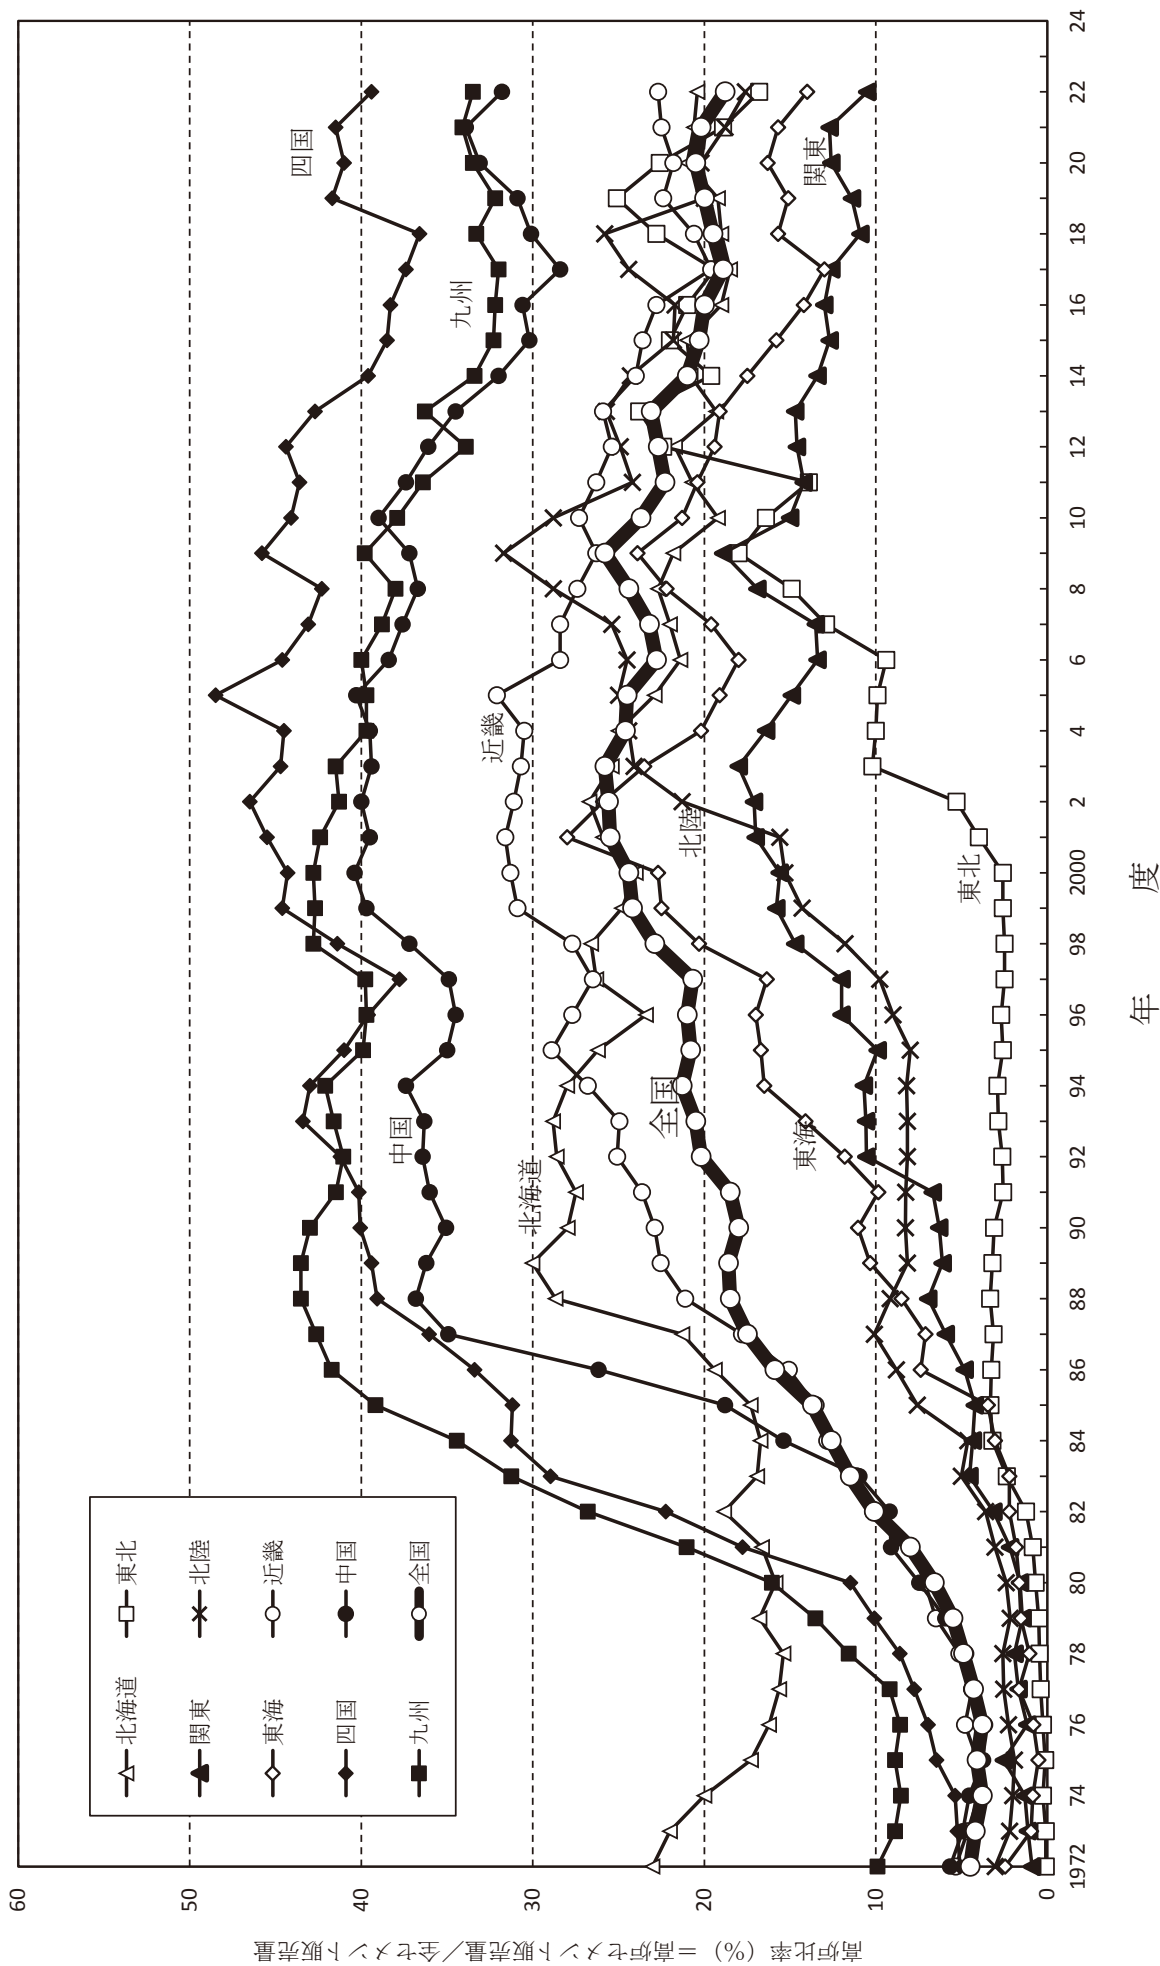 60
50
40
30
20
10
0
高炉比率（%）＝高炉セメント販売量／全セメント販売量
北海道
東北
関東
北陸
東海
近畿
四国
中国
九州
全国
四国
九州
関東
近畿
北陸
東北
中国
北海道
全国
東海
1972 74 76 78 80 82 84 86 88 90 92 94 96 98 2000 2 4 6 8 10 12 14 16 18 20 22 24
年 度